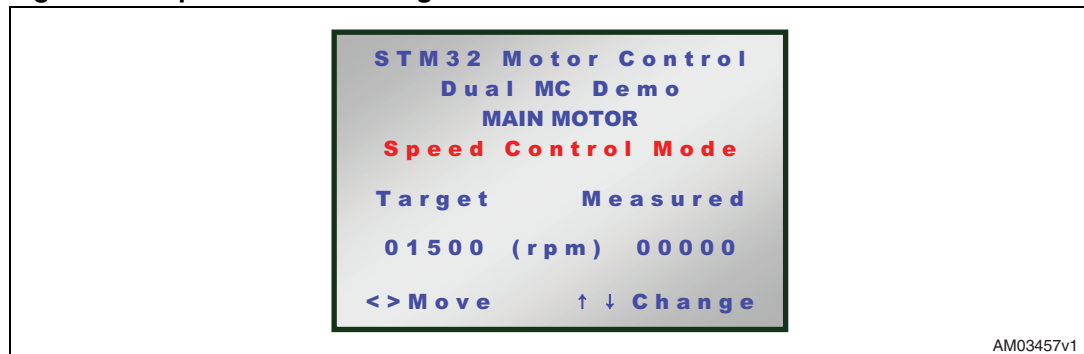 STM32 Motor Control
Dual MC Demo
MAIN MOTOR
Speed Control Mode
Target Measured
01500 (rpm) 00000
<>Move ↑↓Change
AM03457v1